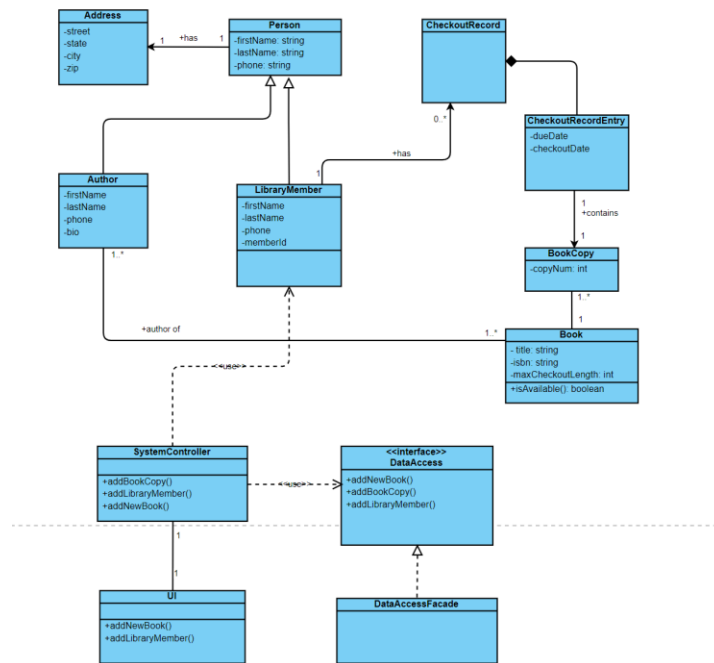 Address
-street
-state
-city
-zip
1
+has
1
Person
-firstName: string
-lastName: string
-phone: string
CheckoutRecord
0..*
CheckoutRecordEntry
-dueDate
-checkoutDate
+has
1
Author
-firstName
-lastName
-phone
-bio
1..*
LibraryMember
-firstName
-lastName
-phone
-memberId
1
+contains
1
BookCopy
-copyNum: int
1..*
1
+author of
1..*
Book
- title: string
-isbn: string
-maxCheckoutLength: int
+isAvailable(): boolean
<<use>>
SystemController
+addBookCopy()
+addLibraryMember()
+addNewBook()
<<use>>
<<interface>>
DataAccess
+addNewBook()
+addBookCopy()
+addLibraryMember()
1
1
UI
+addNewBook()
+addLibraryMember()
DataAccessFacade